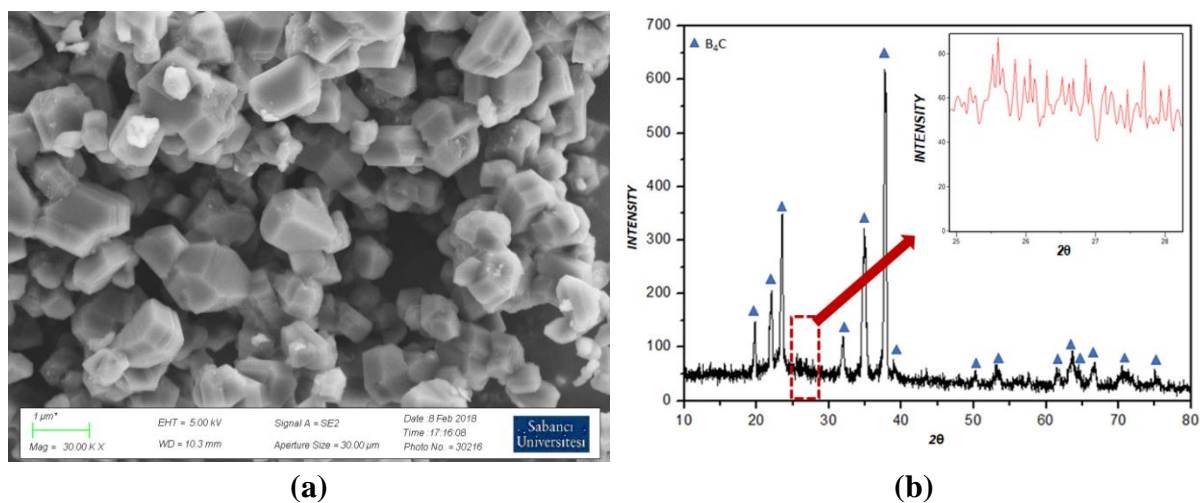 1 µm*
Mag = 30.00 K X
EHT = 5.00 kV
WD = 10.3 mm
Signal A = SE2
Aperture Size = 30.00 µm
Date :8 Feb 2018
Time :17:16:08
Photo No. = 30216
Sabancı
Üniversitesi
(a)
700
600
500
400
300
200
100
0
INTENSITY
B₄C
10
20
30
40
50
60
70
80
2θ
80
60
40
20
0
INTENSITY
25
26
27
28
2θ
(b)